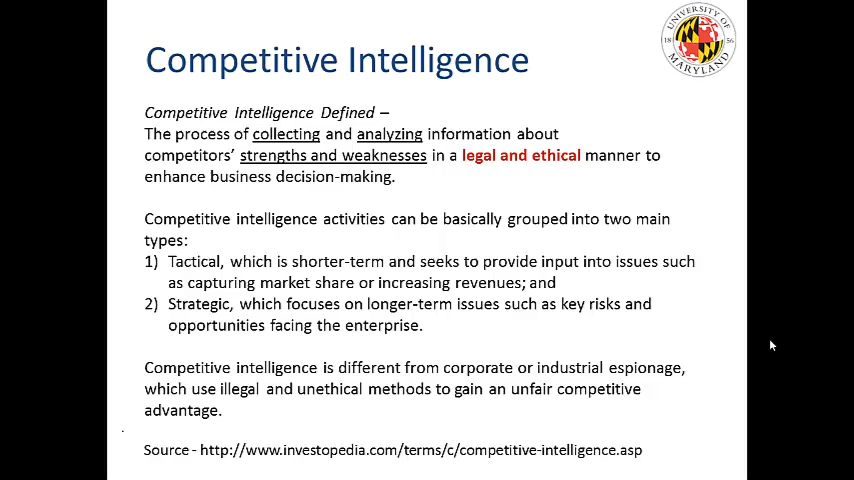 UNIVERSITY OF
18 56
MARYLAND
Competitive Intelligence
Competitive Intelligence Defined –
The process of collecting and analyzing information about
competitors’ strengths and weaknesses in a legal and ethical manner to
enhance business decision-making.
Competitive intelligence activities can be basically grouped into two main
types:
1) Tactical, which is shorter-term and seeks to provide input into issues such
as capturing market share or increasing revenues; and
2) Strategic, which focuses on longer-term issues such as key risks and
opportunities facing the enterprise.
Competitive intelligence is different from corporate or industrial espionage,
which use illegal and unethical methods to gain an unfair competitive
advantage.
.
Source - http://www.investopedia.com/terms/c/competitive-intelligence.asp